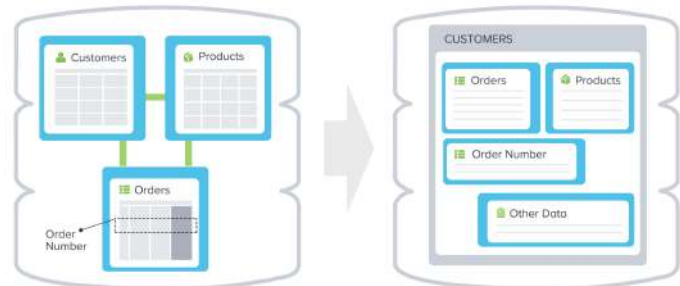 Customers
Products
Orders
Order
Number
CUSTOMERS
Orders
Products
Order Number
Other Data